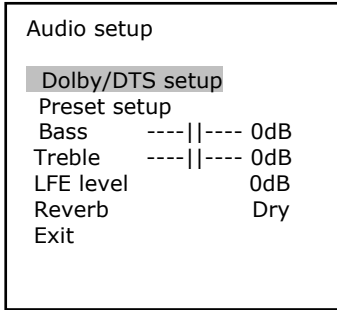 Audio setup
Dolby/DTS setup
Preset setup
Bass ----||---- 0dB
Treble ----||---- 0dB
LFE level 0dB
Reverb Dry
Exit